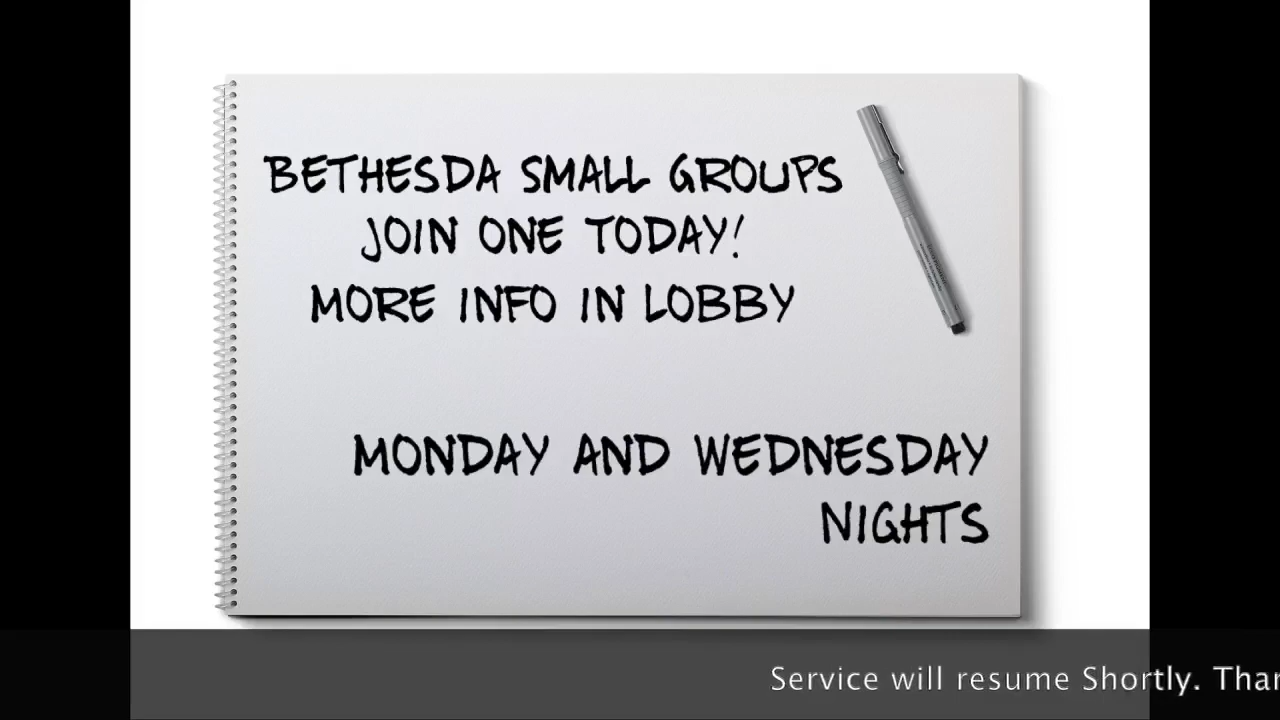 BETHESDA SMALL GROUPS
JOIN ONE TODAY!
MORE INFO IN LOBBY
MONDAY AND WEDNESDAY
NIGHTS
Service will resume Shortly.